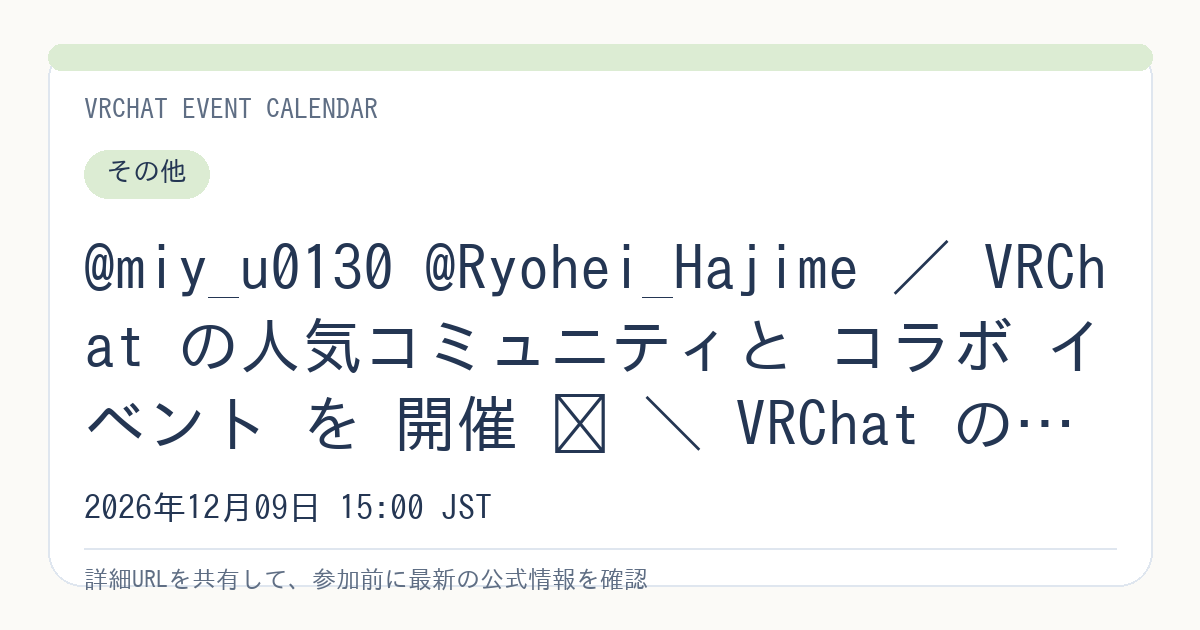 VRCHAT EVENT CALENDAR
その他
@miy_u0130 @Ryohei_Hajime ／ VRCh
at の人気コミュニティと コラボ イ
ベント を 開催 ＼ VRChat の…
2026年12月09日 15:00 JST
詳細URLを共有して、参加前に最新の公式情報を確認